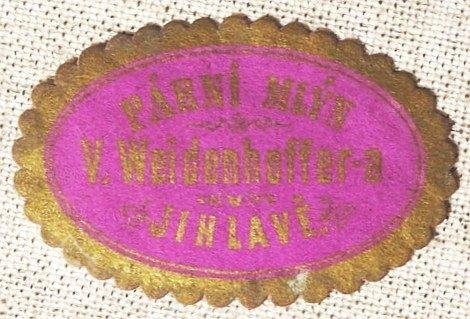 PÁRNÍ MLÝN
V. Weidenhoffer-a
V
JIHLAVĚ.